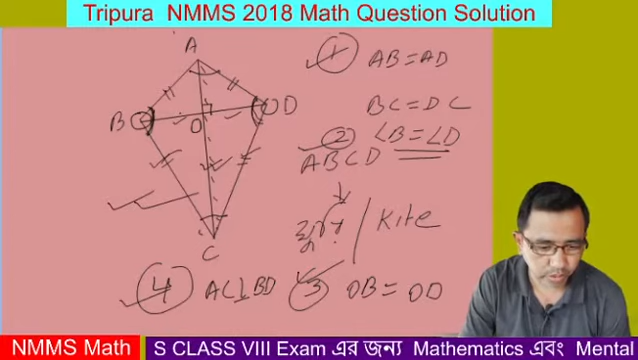 Tripura NMMS 2018 Math Question Solution
A
B
D
O
C
1 AB = AD
BC = DC
2 ∠B = ∠D
ABCD
Kite
4 AC ⊥ BD
3 OB = OD
NMMS Math
S CLASS VIII Exam এর জন্য Mathematics এবং Mental